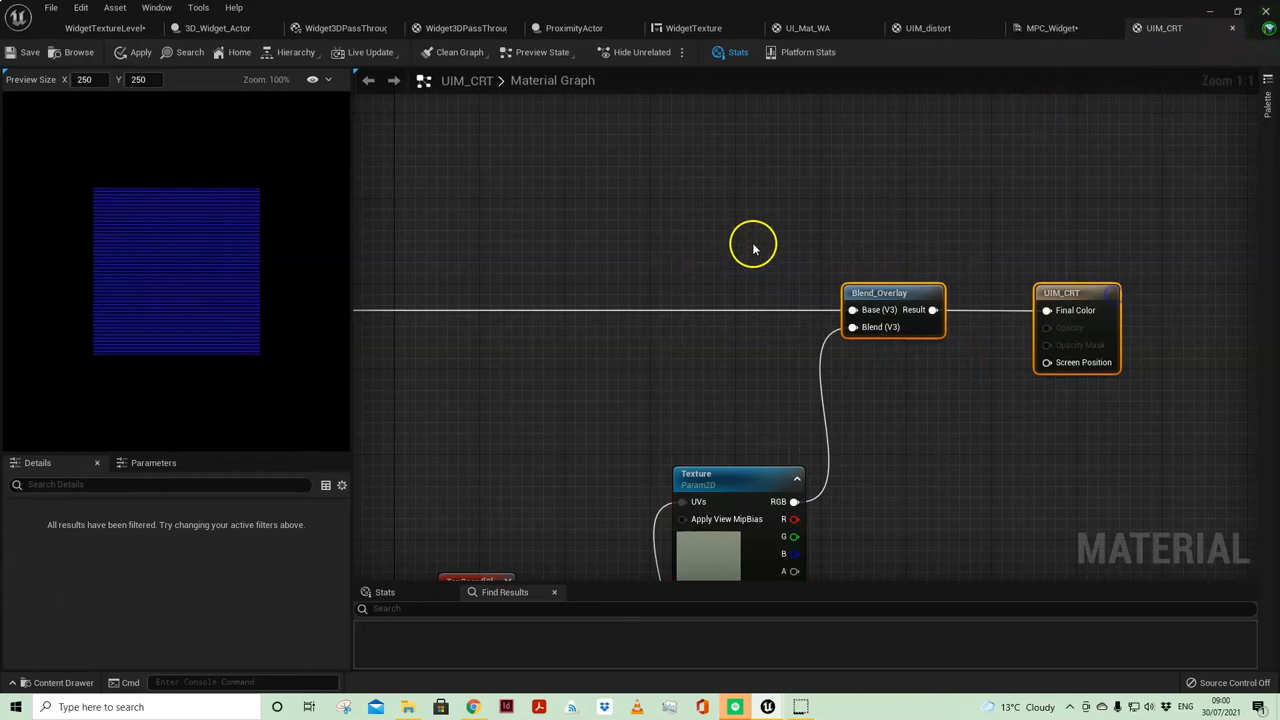 File Edit Asset Window Tools Help
WidgetTextureLevel• 3D_Widget_Actor Widget3DPassThrou Widget3DPassThrou ProximityActor WidgetTexture UI_Mat_WA UIM_distort MPC_Widget• UIM_CRT
Save Browse Apply Search Home Hierarchy Live Update Clean Graph Preview State Hide Unrelated Stats Platform Stats
Preview Size X 250 Y 250 Zoom: 100%
UIM_CRT > Material Graph Zoom 1:1
Palette
Blend_Overlay
Base (V3) Result
Blend (V3)
UIM_CRT
Final Color
Opacity
Opacity Mask
Screen Position
Details Parameters
Search Details
All results have been filtered. Try changing your active filters above.
Texture
Param2D
UVs RGB
Apply View MipBias R
G
B
A
MATERIAL
Stats Find Results
Search
Content Drawer Cmd Enter Console Command Source Control Off
Type here to search
13°C Cloudy ENG 09:00
30/07/2021